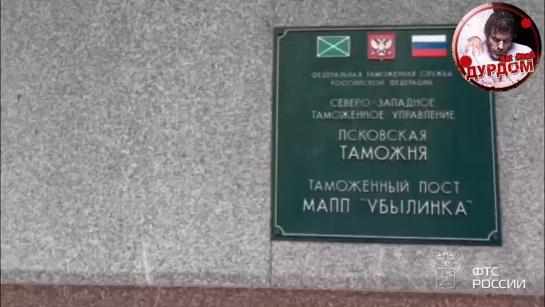 ФЕДЕРАЛЬНАЯ ТАМОЖЕННАЯ СЛУЖБА
РОССИЙСКОЙ ФЕДЕРАЦИИ
СЕВЕРО-ЗАПАДНОЕ
ТАМОЖЕННОЕ УПРАВЛЕНИЕ
ПСКОВСКАЯ
ТАМОЖНЯ
ТАМОЖЕННЫЙ ПОСТ
МАПП "УБЫЛИНКА"
ДУРДОМ
ФТС
РОССИИ